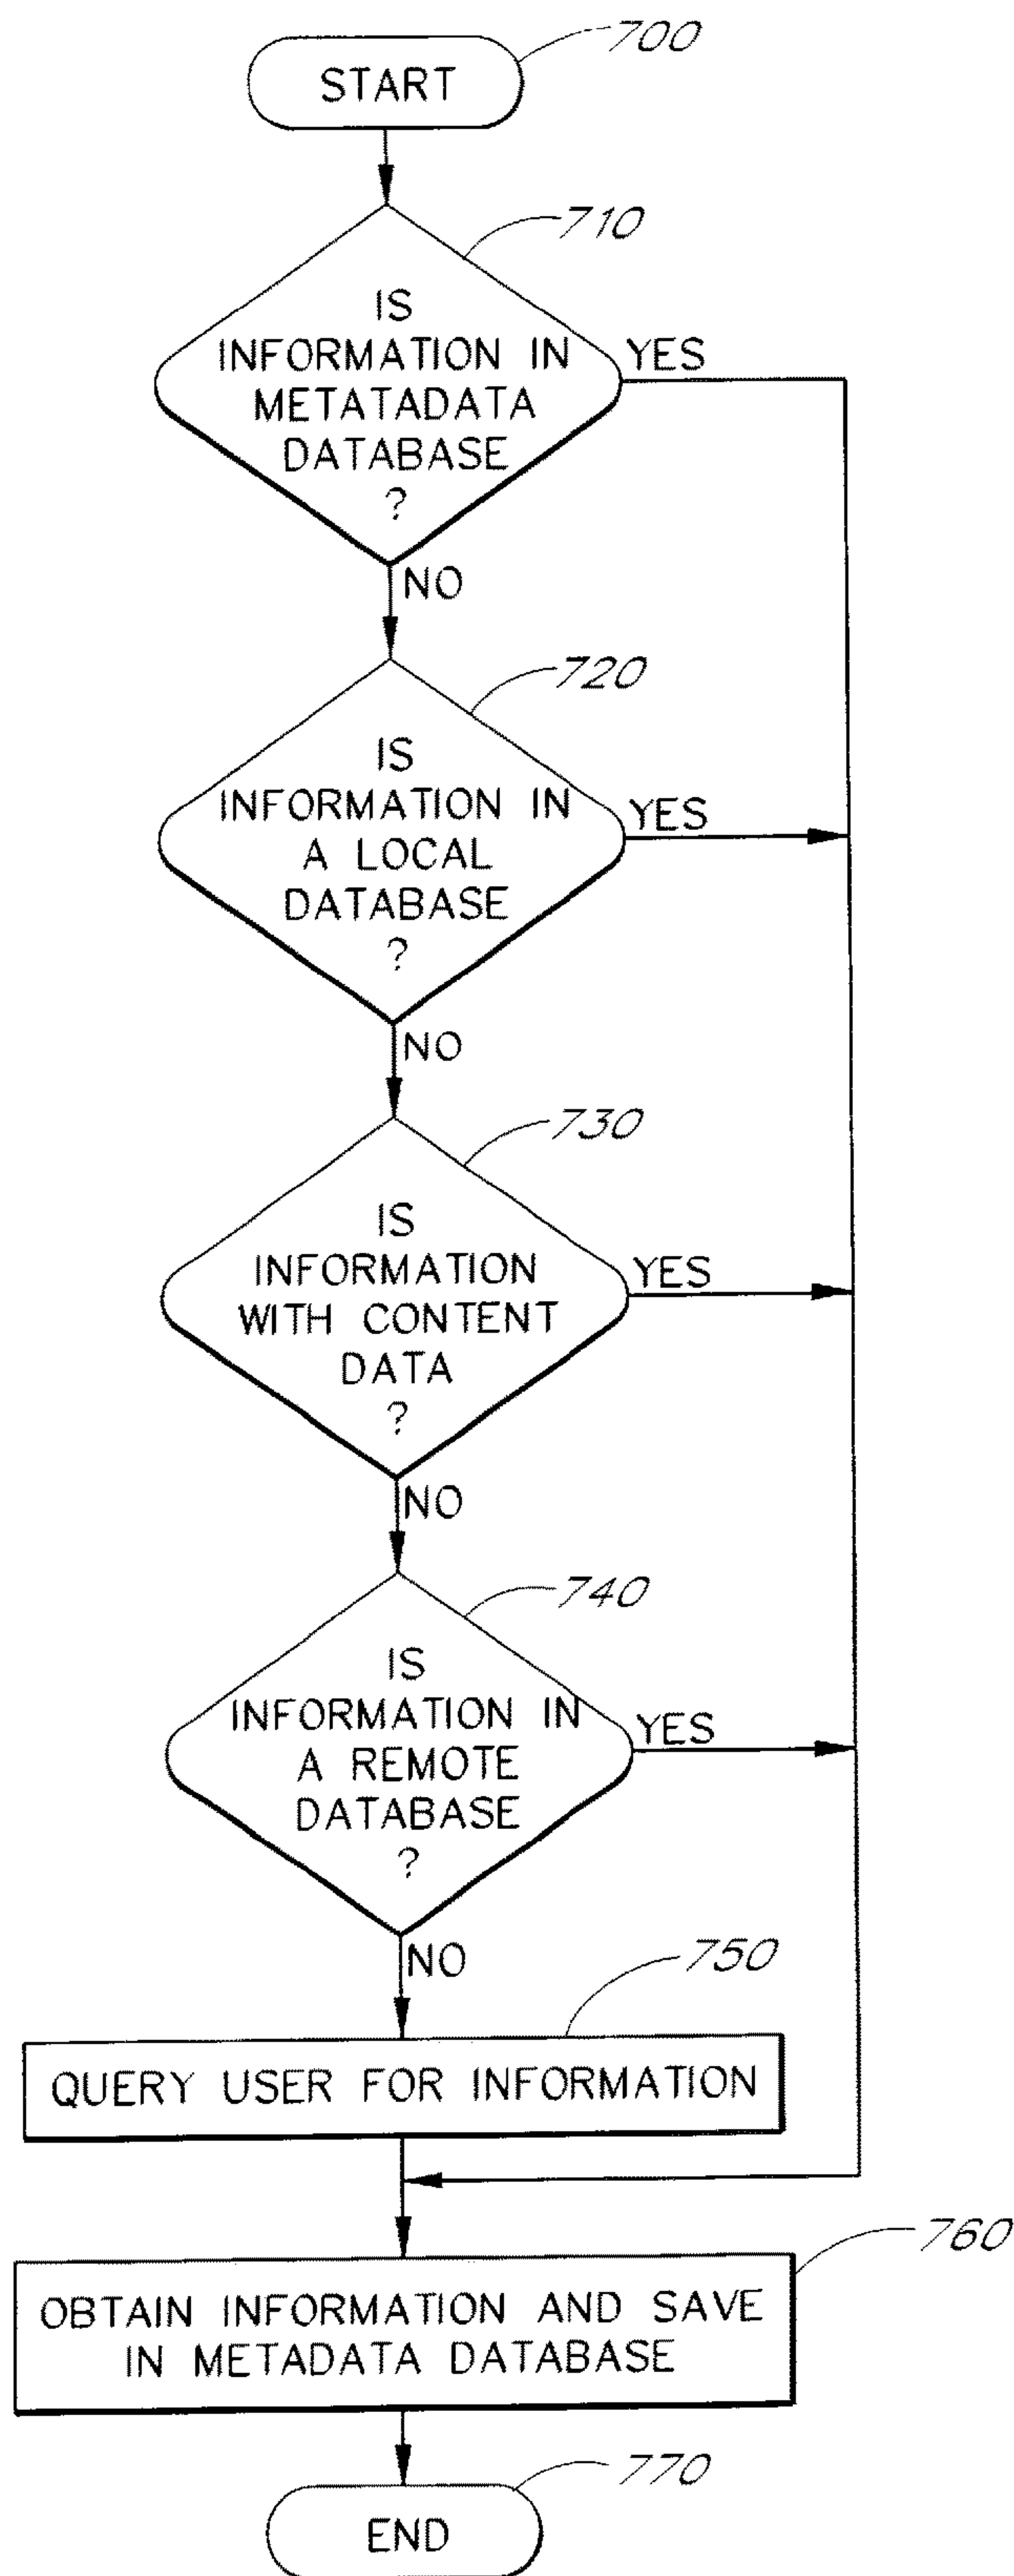 700
START
710
IS
INFORMATION IN
METATADATA
DATABASE
?
YES
NO
720
IS
INFORMATION IN
A LOCAL
DATABASE
?
YES
NO
730
IS
INFORMATION
WITH CONTENT
DATA
?
YES
NO
740
IS
INFORMATION IN
A REMOTE
DATABASE
?
YES
NO
750
QUERY USER FOR INFORMATION
760
OBTAIN INFORMATION AND SAVE
IN METADATA DATABASE
770
END